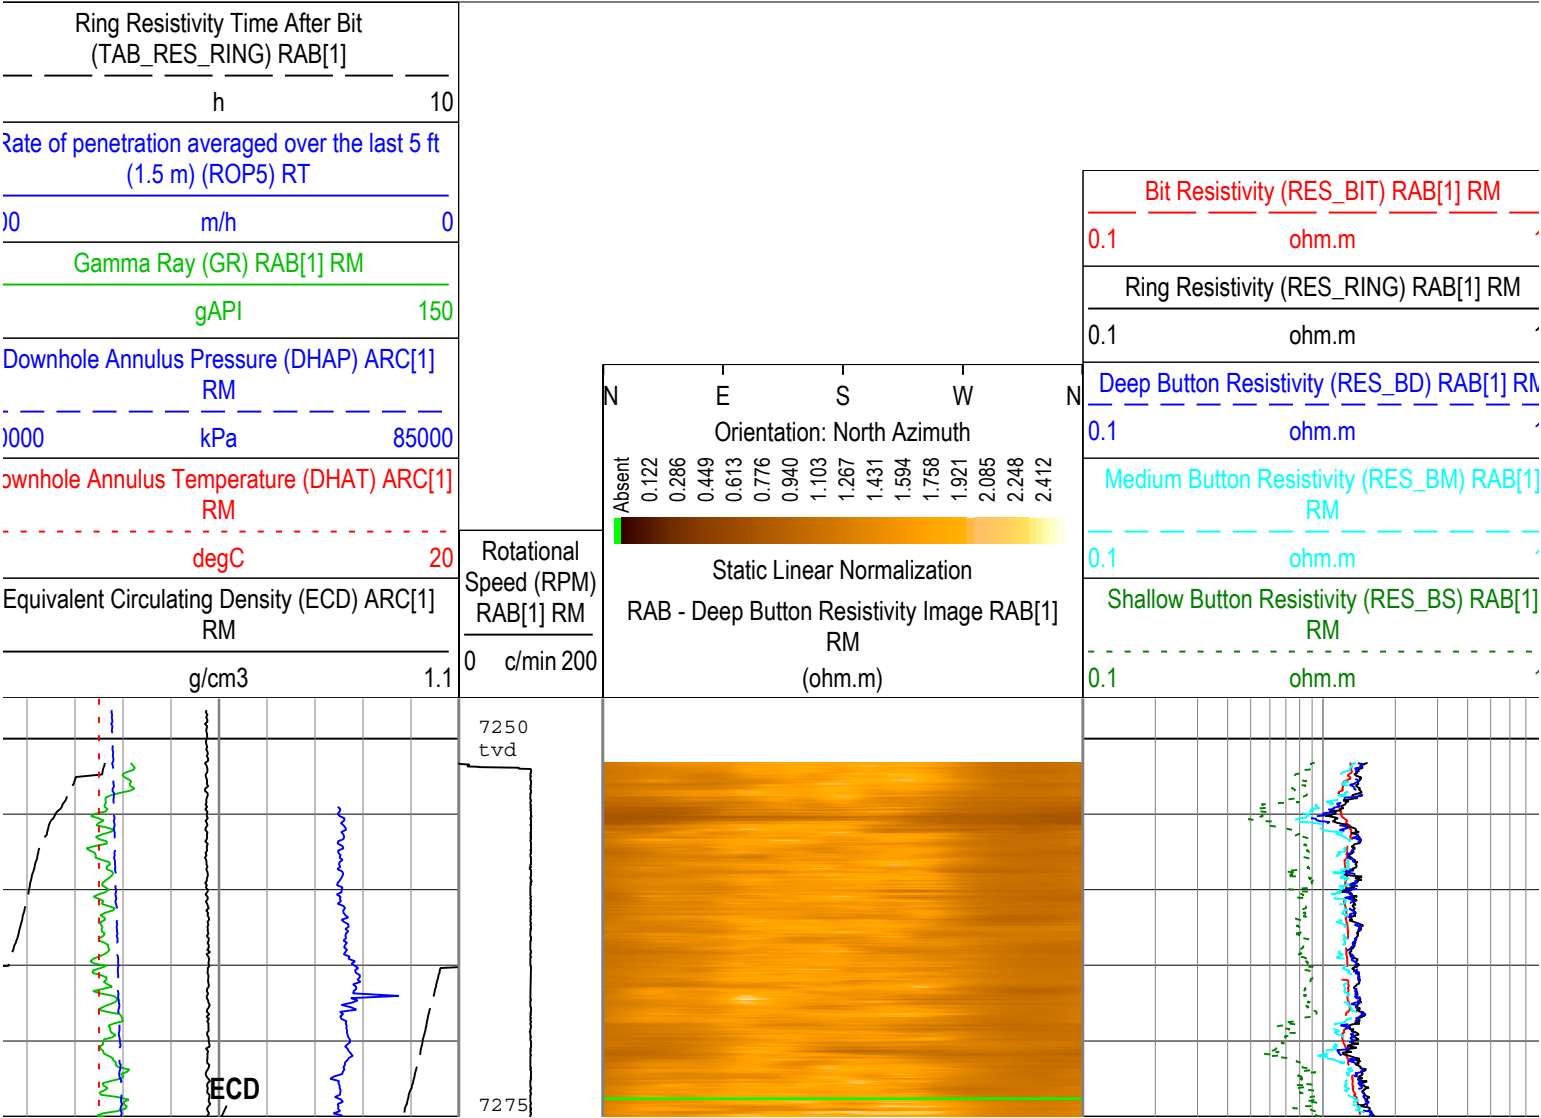 Ring Resistivity Time After Bit
(TAB_RES_RING) RAB[1]
h 10
Rate of penetration averaged over the last 5 ft
(1.5 m) (ROP5) RT
m/h 0
Gamma Ray (GR) RAB[1] RM
gAPI 150
Downhole Annulus Pressure (DHAP) ARC[1]
RM
kPa 85000
Annulus Temperature (DHAT) ARC[1]
RM
degC 20
Equivalent Circulating Density (ECD) ARC[1]
RM
g/cm3 1.1
Rotational
Speed (RPM)
RAB[1] RM
0 c/min 200
N E S W N
Orientation: North Azimuth
Absent 0.122 0.286 0.449 0.613 0.776 0.940 1.103 1.267 1.431 1.594 1.758 1.921 2.085 2.248 2.412
Static Linear Normalization
RAB - Deep Button Resistivity Image RAB[1]
RM
(ohm.m)
Bit Resistivity (RES_BIT) RAB[1] RM
0.1 ohm.m
Ring Resistivity (RES_RING) RAB[1] RM
0.1 ohm.m
Deep Button Resistivity (RES_BD) RAB[1] RM
0.1 ohm.m
Medium Button Resistivity (RES_BM) RAB[1]
RM
0.1 ohm.m
Shallow Button Resistivity (RES_BS) RAB[1]
RM
0.1 ohm.m
7250
tvd
ECD
7275